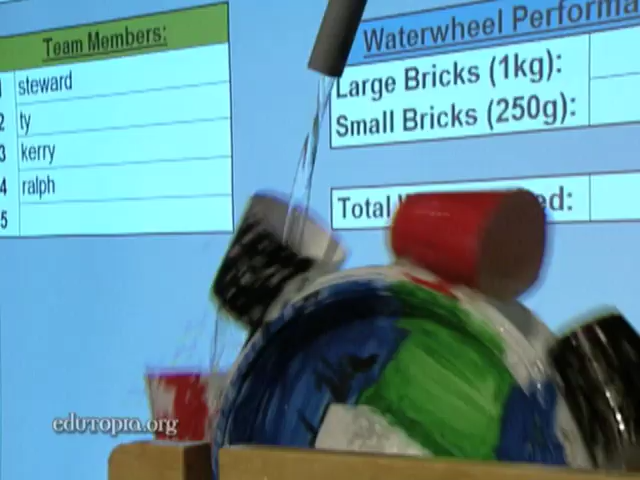 Team Members:
1 steward
2 ty
3 kerry
4 ralph
5
Waterwheel Performa
Large Bricks (1kg):
Small Bricks (250g):
Total ed:
edutopia.org